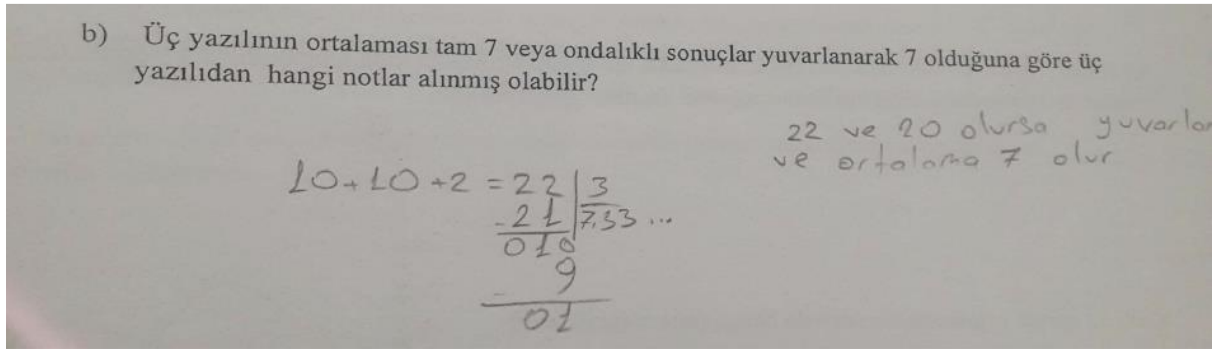 b) Üç yazılının ortalaması tam 7 veya ondalıklı sonuçlar yuvarlanarak 7 olduğuna göre üç
yazılıdan hangi notlar alınmış olabilir?
22 ve 20 olursa yuvarlan
ve ortalama 7 olur
10+10+2=22|3
-21|7,33...
010
- 9
01